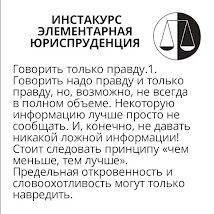 ИНСТАКУРС
ЭЛЕМЕНТАРНАЯ
ЮРИСПРУДЕНЦИЯ
Говорить только правду.1.
Говорить надо правду и только
правду, но, возможно, не всегда
в полном объеме. Некоторую
информацию лучше просто не
сообщать. И, конечно, не давать
никакой ложной информации!
Стоит следовать принципу «чем
меньше, тем лучше».
Предельная откровенность и
словоохотливость могут только
навредить.